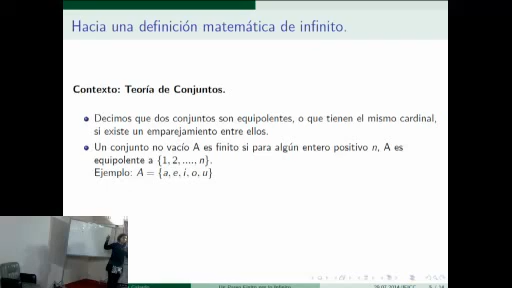 Hacia una definición matemática de infinito.
Contexto: Teoría de Conjuntos.
Decimos que dos conjuntos son equipolentes, o que tienen el mismo cardinal,
si existe un emparejamiento entre ellos.
Un conjunto no vacío A es finito si para algún entero positivo n, A es
equipolente a {1, 2, ...., n}.
Ejemplo: A = {a, e, i, o, u}